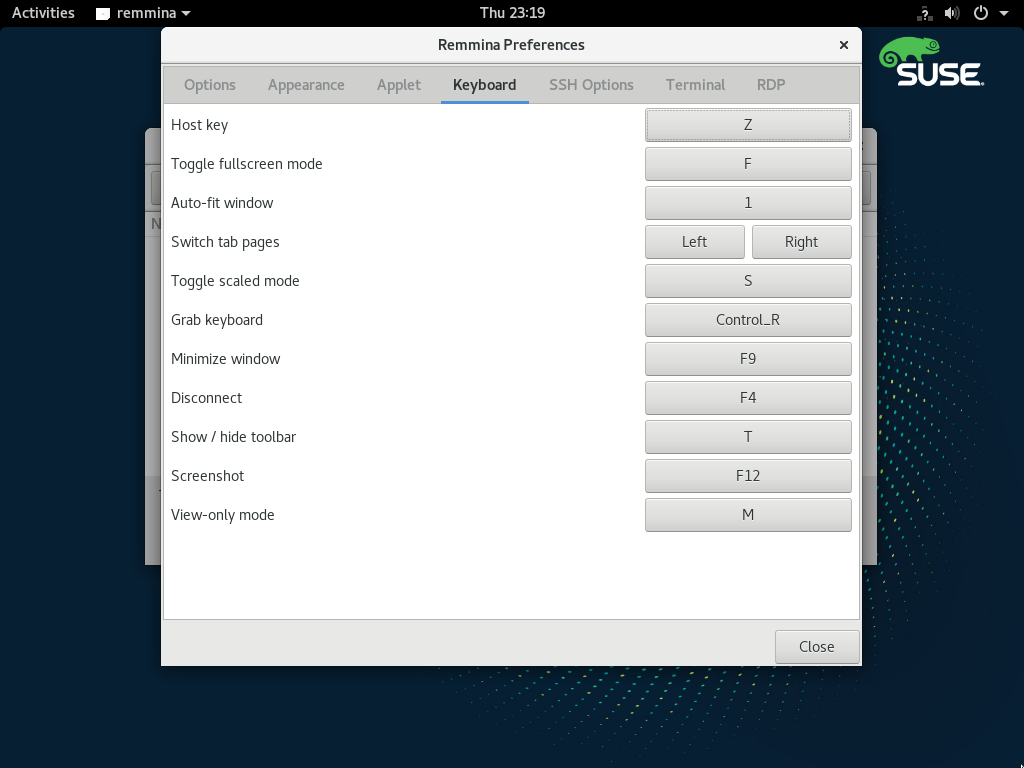 Activities remmina Thu 23:19
Remmina Preferences
Options Appearance Applet Keyboard SSH Options Terminal RDP
Host key Z
Toggle fullscreen mode F
Auto-fit window 1
Switch tab pages Left Right
Toggle scaled mode S
Grab keyboard Control_R
Minimize window F9
Disconnect F4
Show / hide toolbar T
Screenshot F12
View-only mode M
Close
SUSE